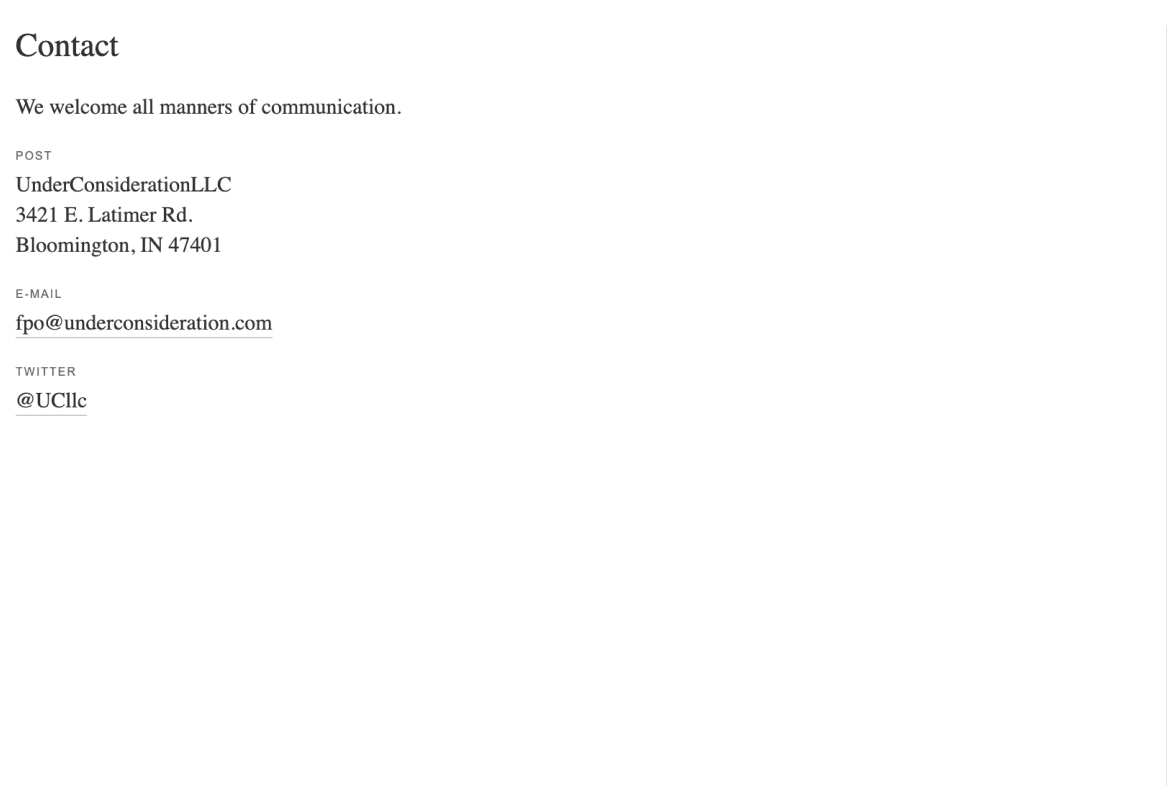 Contact
We welcome all manners of communication.
POST
UnderConsiderationLLC
3421 E. Latimer Rd.
Bloomington, IN 47401
E-MAIL
fpo@underconsideration.com
TWITTER
@UCllc